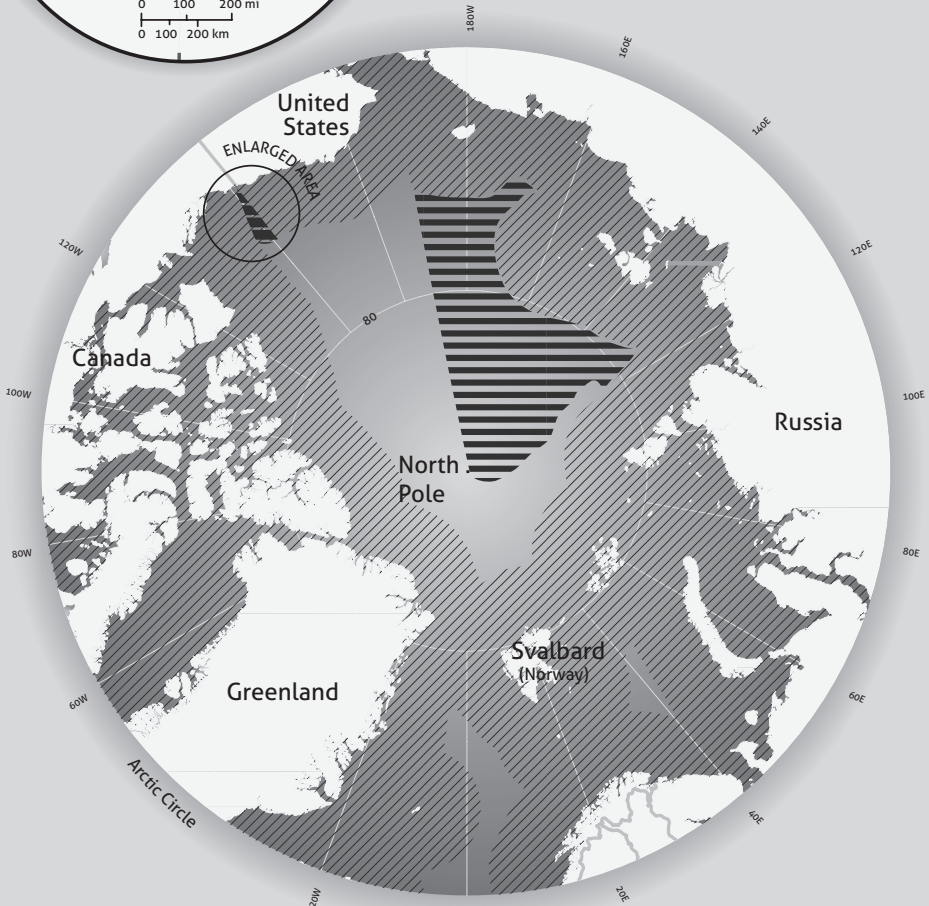 0 100 200 mi
0 100 200 km
180W
160E
140E
120E
100E
80E
60E
40E
20E
20W
60W
80W
100W
120W
United
States
ENLARGED AREA
80
Canada
Russia
North
Pole
Svalbard
(Norway)
Greenland
Arctic Circle